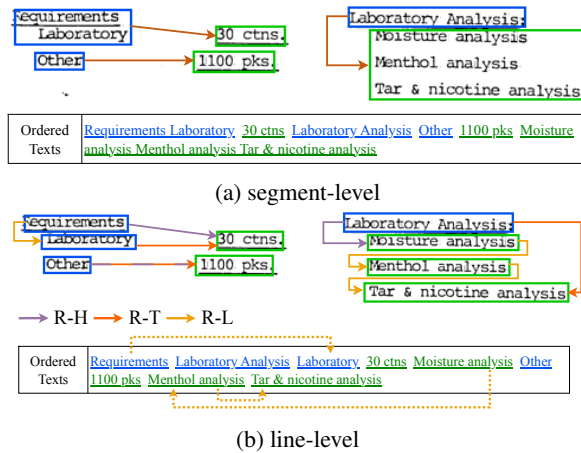 Requirements
Laboratory
30 ctns.
Other
1100 pks.
Laboratory Analysis:
Moisture analysis
Menthol analysis
Tar & nicotine analysis
Ordered Texts
Requirements Laboratory 30 ctns Laboratory Analysis Other 1100 pks Moisture
analysis Menthol analysis Tar & nicotine analysis
(a) segment-level
Requirements
Laboratory
30 ctns.
Other
1100 pks.
Laboratory Analysis:
Moisture analysis
Menthol analysis
Tar & nicotine analysis
R-H R-T R-L
Ordered Texts
Requirements Laboratory Analysis Laboratory 30 ctns Moisture analysis Other
1100 pks Menthol analysis Tar & nicotine analysis
(b) line-level